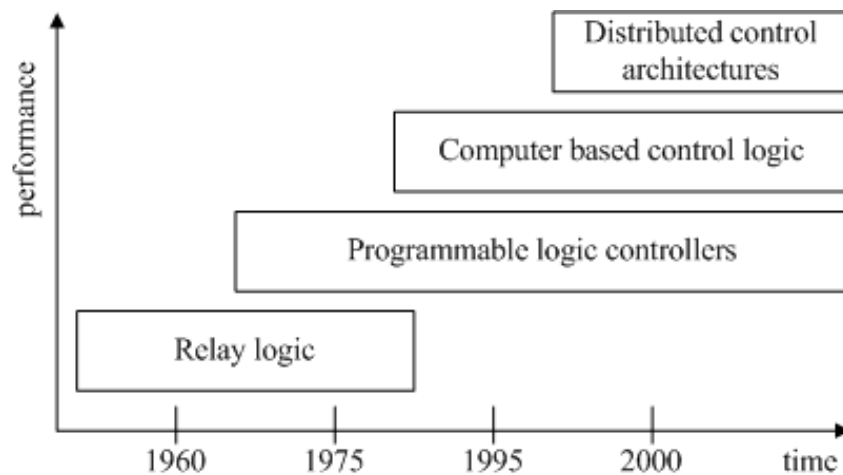 Distributed control
architectures
Computer based control logic
Programmable logic controllers
Relay logic
performance
1960 1975 1995 2000 time